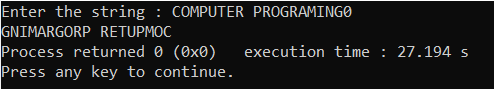 Enter the string : COMPUTER PROGRAMING0
GNIMARGORP RETUPMOC
Process returned 0 (0x0)   execution time : 27.194 s
Press any key to continue.